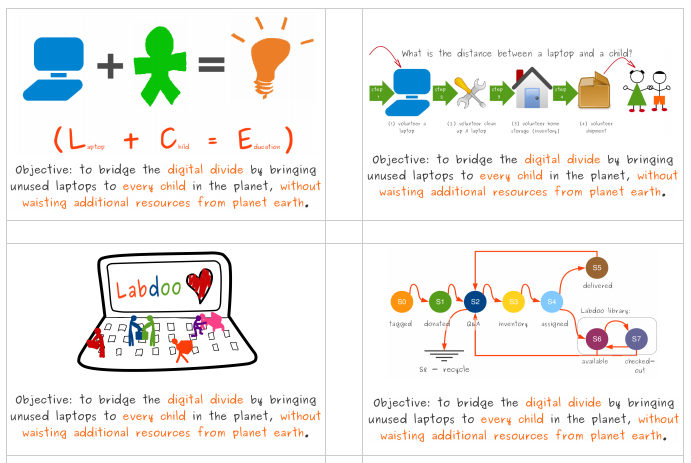 ( Laptop + Child = Education )
Objective: to bridge the digital divide by bringing
unused laptops to every child in the planet, without
waisting additional resources from planet earth.
What is the distance between a laptop and a child?
step 1
step 2
step 3
step 4
(1) volunteer a laptop
(2) volunteer clean up a laptop
(3) volunteer home storage (inventory)
(4) volunteer shipment
Objective: to bridge the digital divide by bringing
unused laptops to every child in the planet, without
waisting additional resources from planet earth.
Labdoo
Objective: to bridge the digital divide by bringing
unused laptops to every child in the planet, without
waisting additional resources from planet earth.
S5
delivered
S0
S1
S2
S3
S4
tagged
donated
Q&A
inventory
assigned
Labdoo library:
S6
S7
available
checked-
out
SR - recycle
Objective: to bridge the digital divide by bringing
unused laptops to every child in the planet, without
waisting additional resources from planet earth.